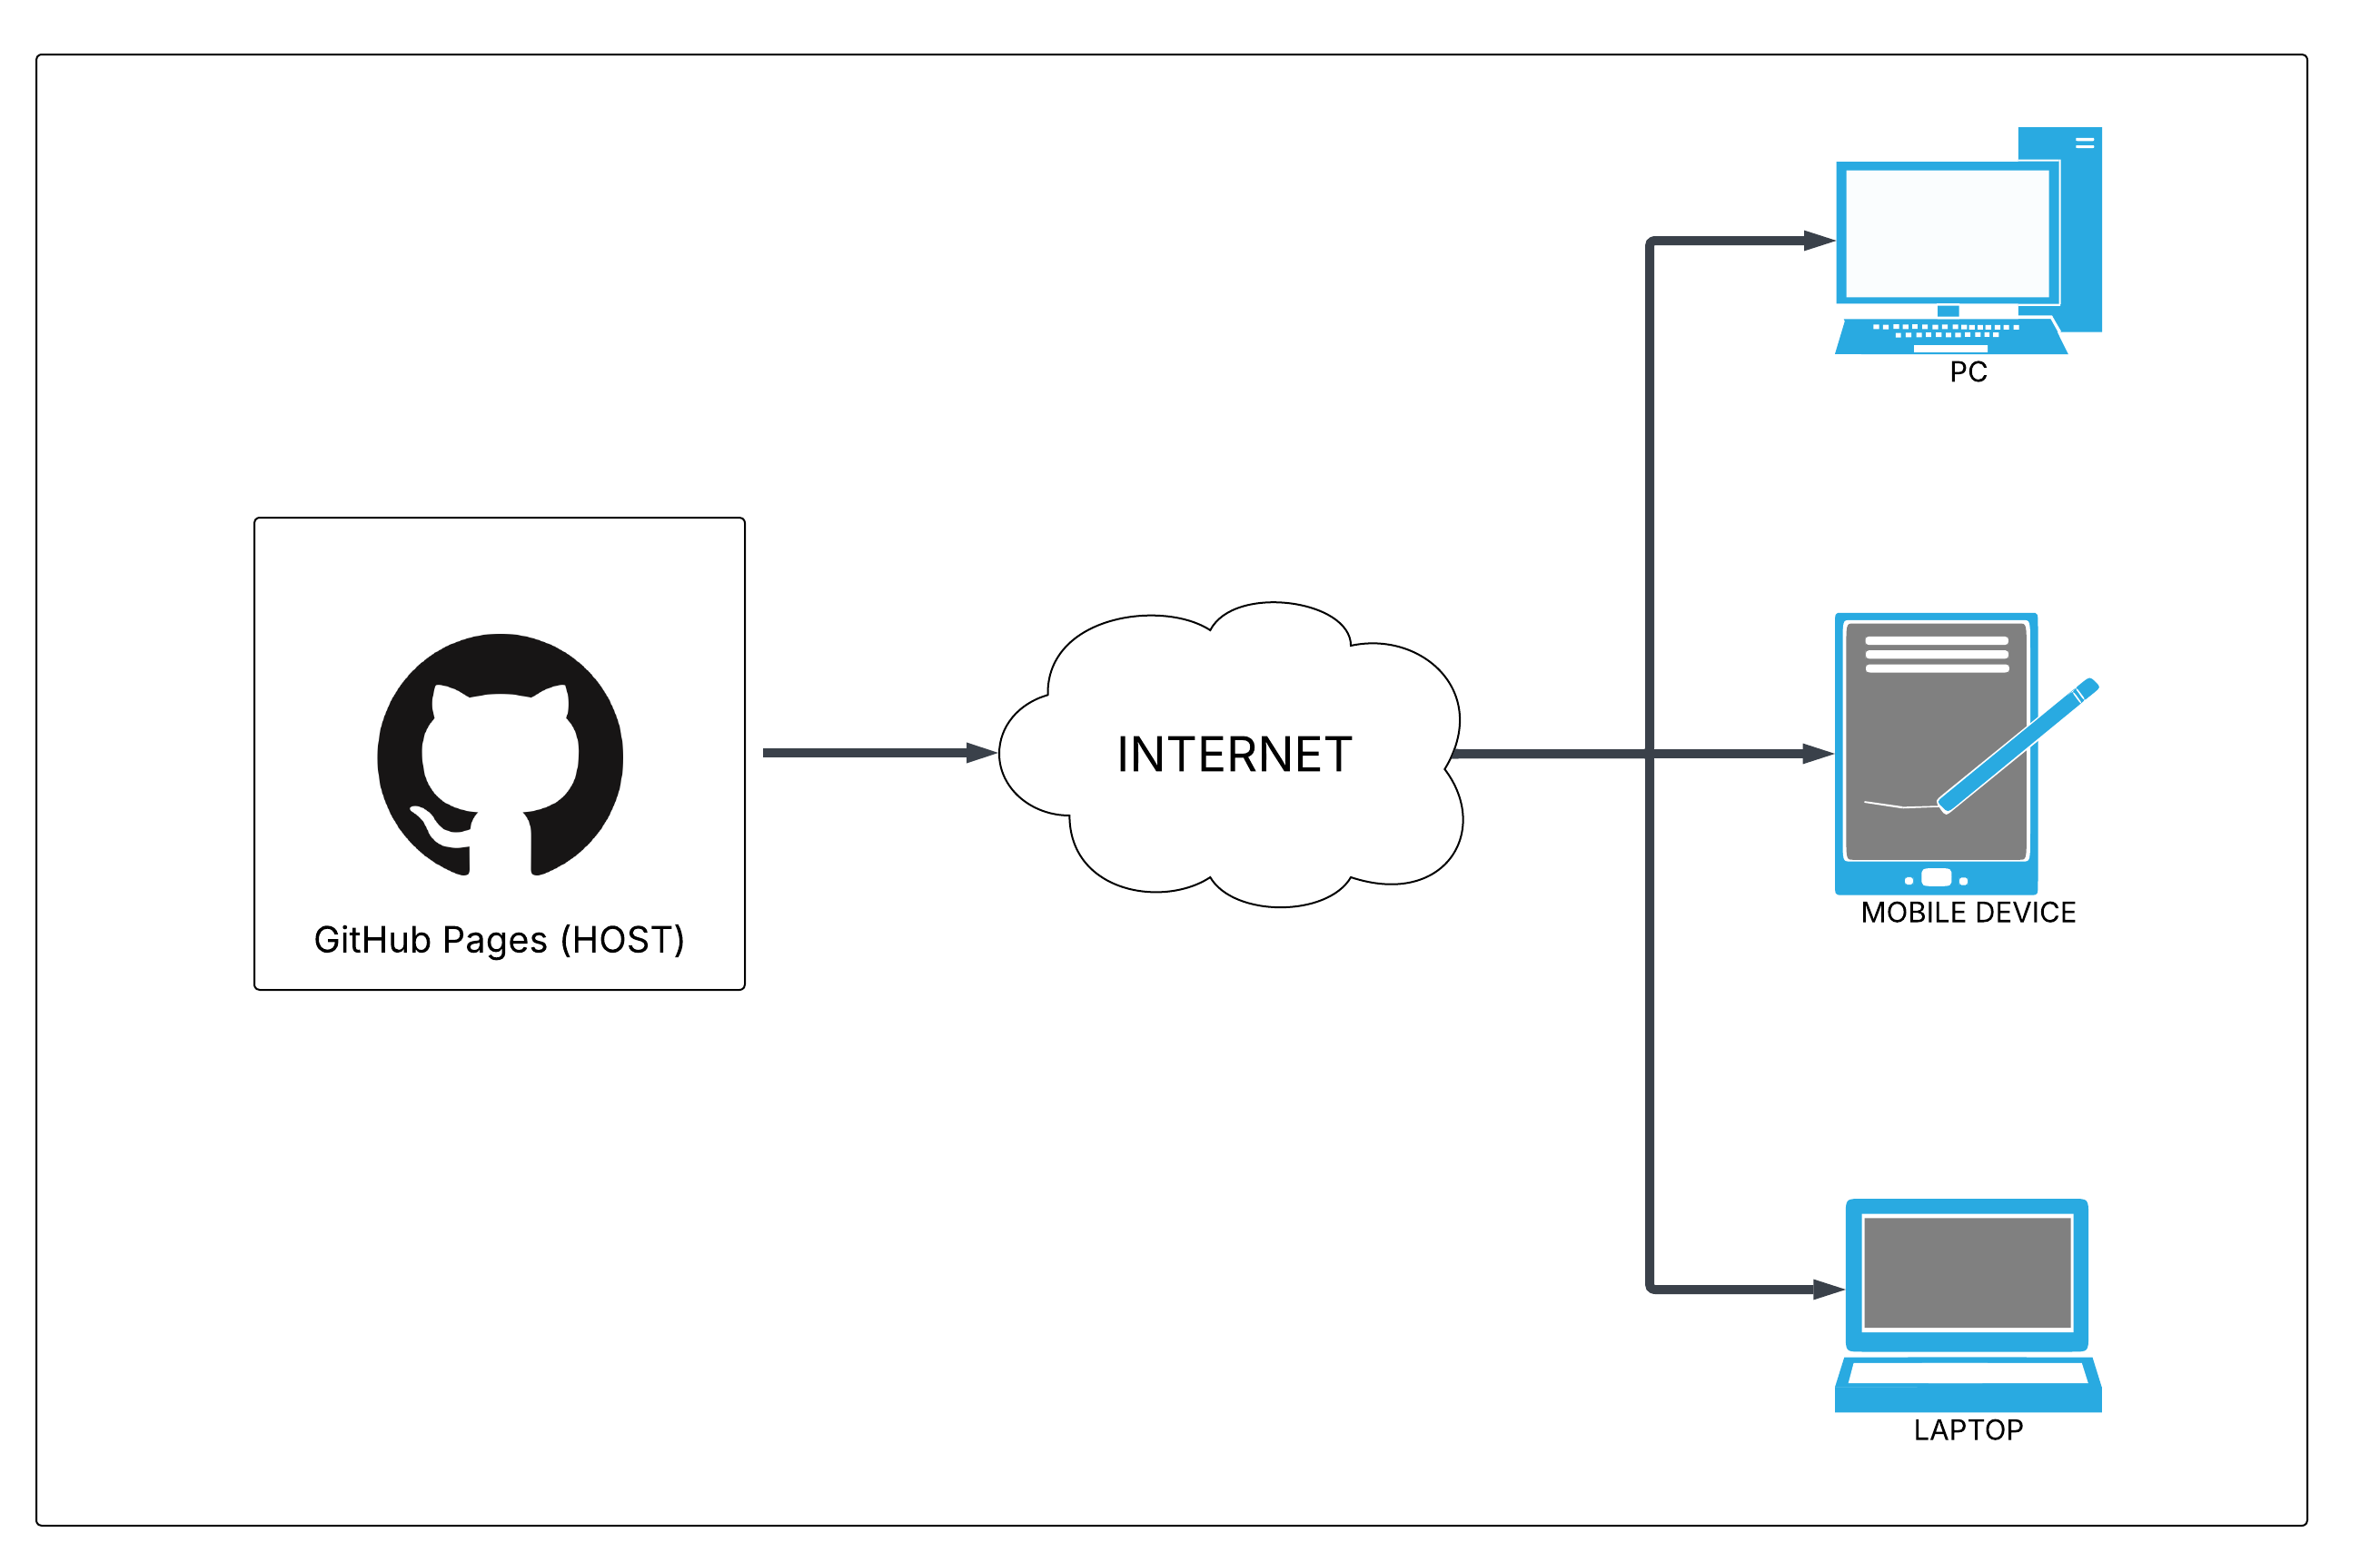 PC
GitHub Pages (HOST)
INTERNET
MOBILE DEVICE
LAPTOP